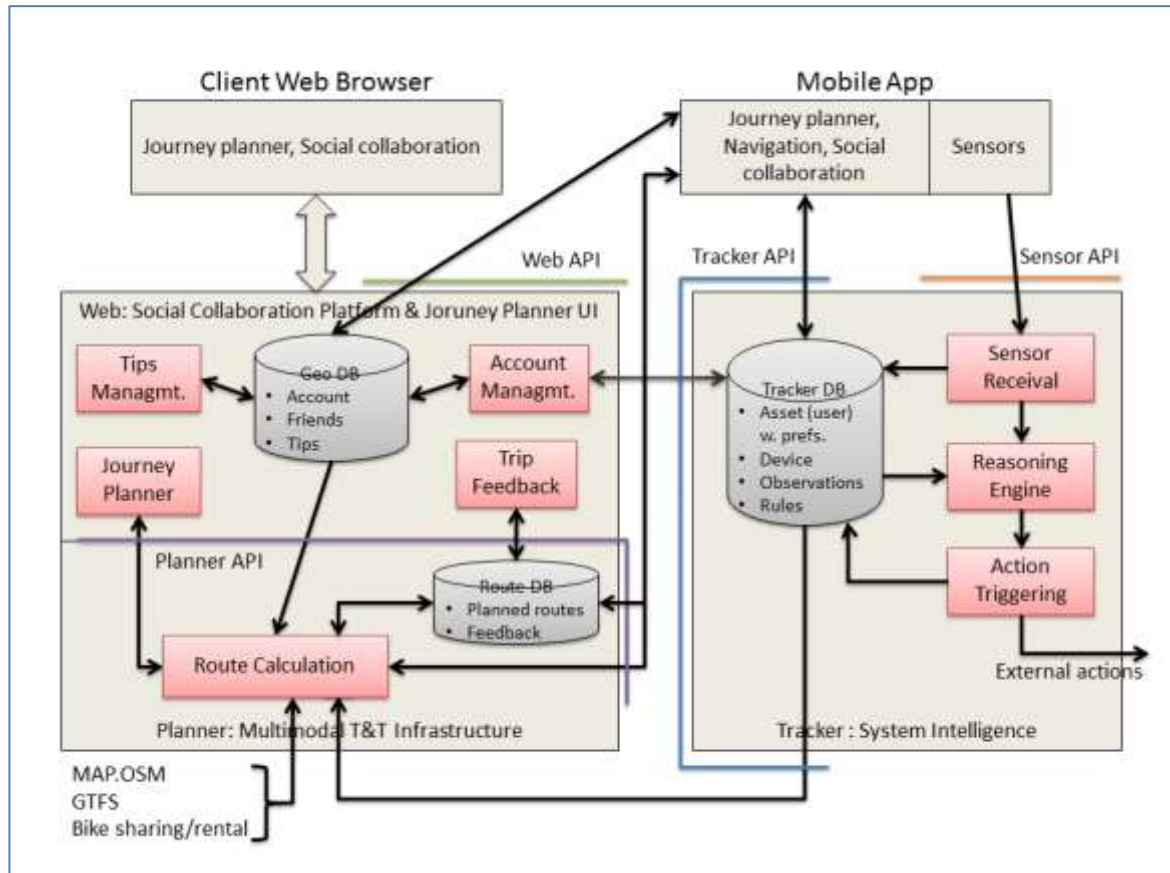 Client Web Browser
Mobile App
Journey planner, Social collaboration
Journey planner,
Navigation, Social
collaboration
Sensors
Web API
Tracker API
Sensor API
Web: Social Collaboration Platform & Joruney Planner UI
Tips
Managmt.
Geo DB
• Account
• Friends
• Tips
Account
Managmt.
Journey
Planner
Trip
Feedback
Tracker DB
• Asset (user)
w. prefs.
• Device
• Observations
• Rules
Sensor
Receival
Reasoning
Engine
Action
Triggering
External actions
Planner API
Route DB
• Planned routes
• Feedback
Route Calculation
Planner: Multimodal T&T Infrastructure
Tracker : System Intelligence
MAP.OSM
GTFS
Bike sharing/rental